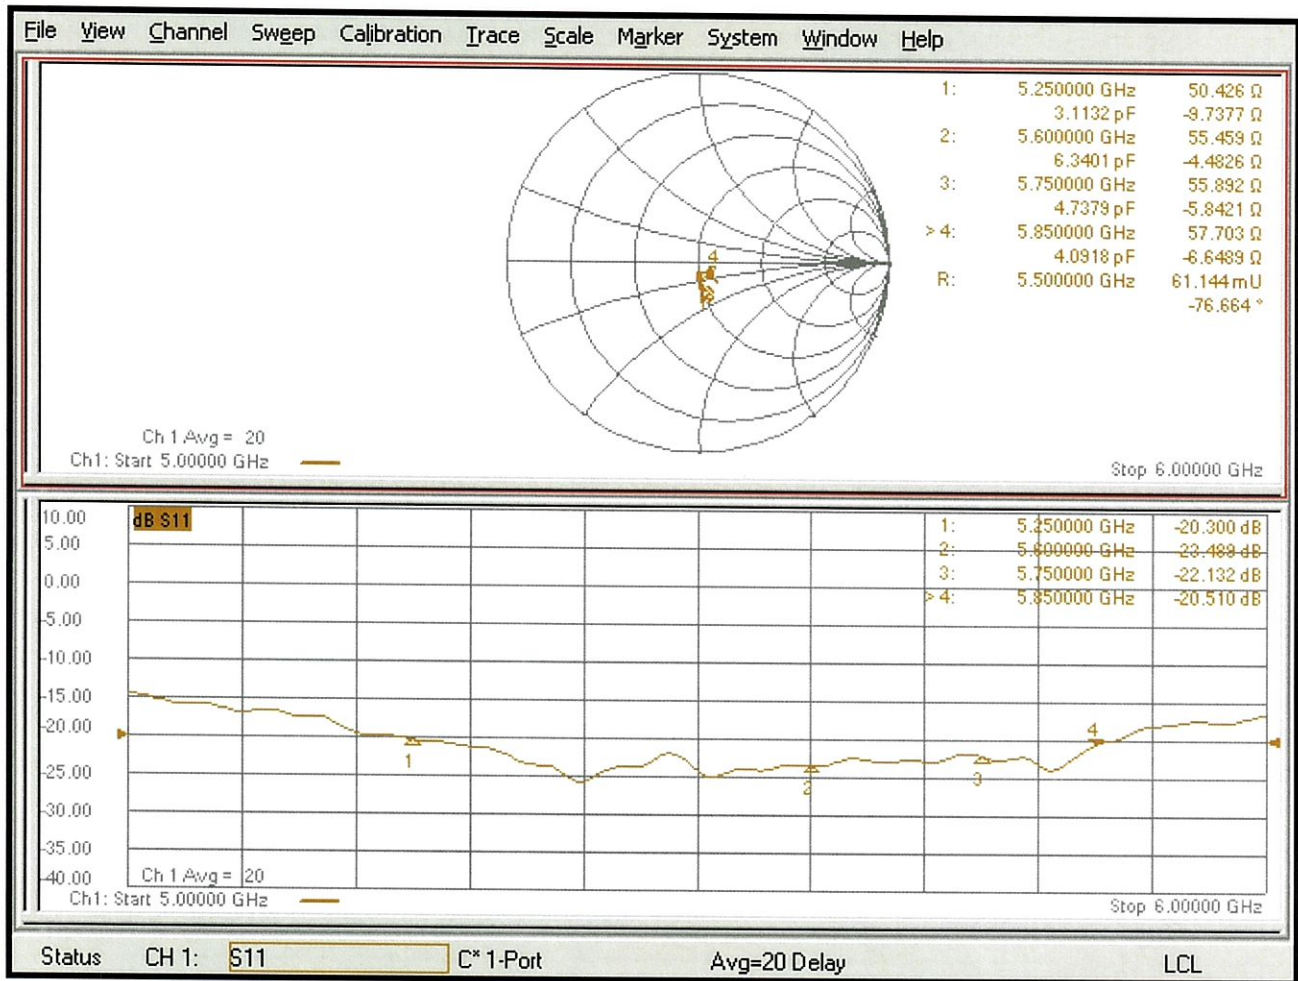 File View Channel Sweep Calibration Trace Scale Marker System Window Help
1: 5.250000 GHz 50.426 Ω
3.1132 pF -9.7377 Ω
2: 5.600000 GHz 55.459 Ω
6.3401 pF -4.4826 Ω
3: 5.750000 GHz 55.892 Ω
4.7379 pF -5.8421 Ω
> 4: 5.850000 GHz 57.703 Ω
4.0918 pF -6.6489 Ω
R: 5.500000 GHz 61.144 mU
-76.664 °
4
Ch 1 Avg = 20
Ch1: Start 5.00000 GHz
Stop 6.00000 GHz
10.00
dB S11
1: 5.250000 GHz -20.300 dB
5.00
2: 5.600000 GHz -23.489 dB
0.00
3: 5.750000 GHz -22.132 dB
> 4: 5.850000 GHz -20.510 dB
-5.00
-10.00
-15.00
-20.00
4
1
-25.00
2
3
-30.00
-35.00
-40.00
Ch 1 Avg = 20
Ch1: Start 5.00000 GHz
Stop 6.00000 GHz
Status CH 1: S11 C* 1-Port Avg=20 Delay LCL